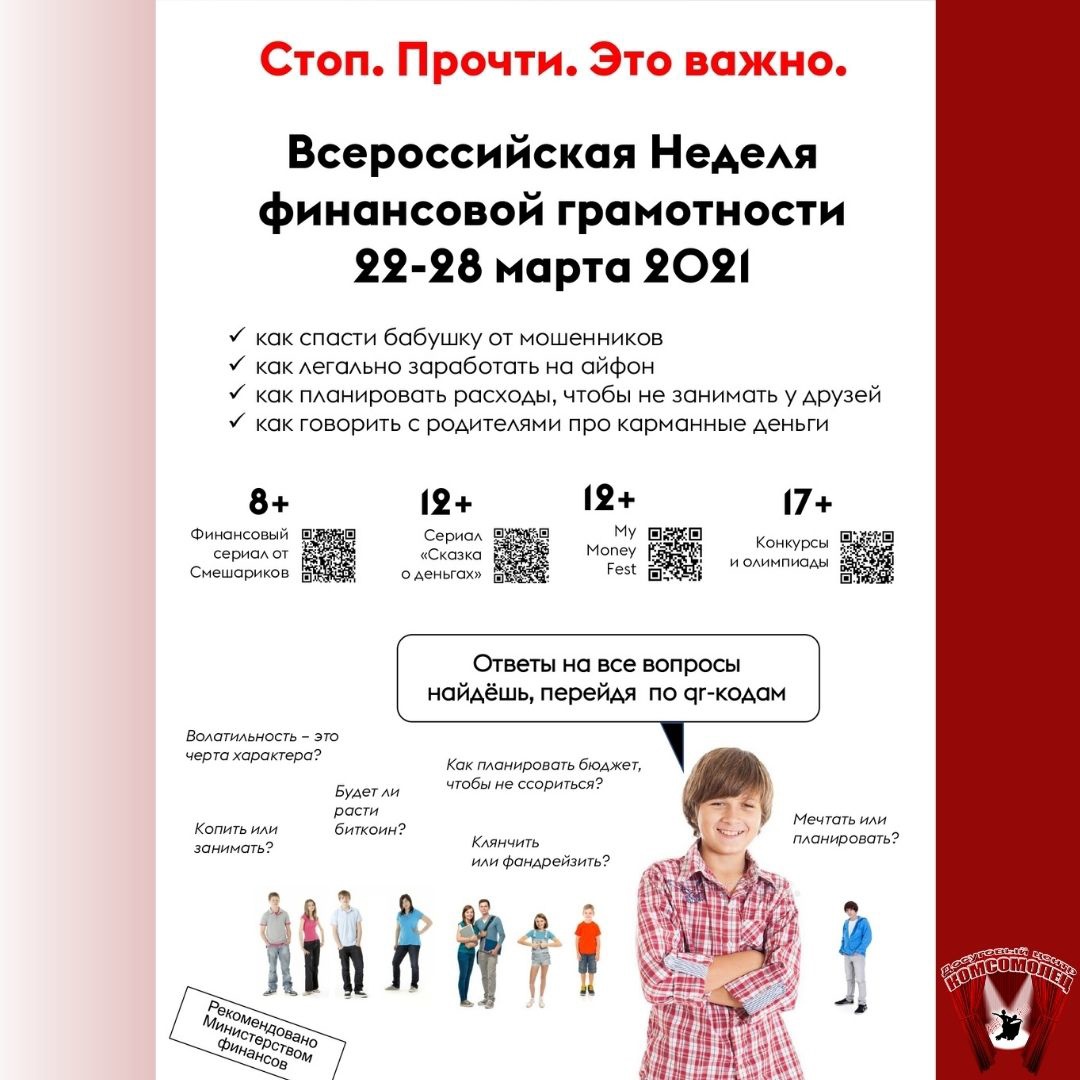 Стоп. Прочти. Это важно.
Всероссийская Неделя
финансовой грамотности
22-28 марта 2021
✓ как спасти бабушку от мошенников
✓ как легально заработать на айфон
✓ как планировать расходы, чтобы не занимать у друзей
✓ как говорить с родителями про карманные деньги
8+
Финансовый
сериал от
Смешариков
12+
Сериал
«Сказка
о деньгах»
12+
My
Money
Fest
17+
Конкурсы
и олимпиады
Ответы на все вопросы
найдёшь, перейдя по qr-кодам
Волатильность – это
черта характера?
Как планировать бюджет,
чтобы не ссориться?
Будет ли
расти
биткоин?
Копить или
занимать?
Клянчить
или фандрейзить?
Мечтать или
планировать?
Рекомендовано
Министерством
финансов
Досуговый центр
КОМСОМОЛЕЦ